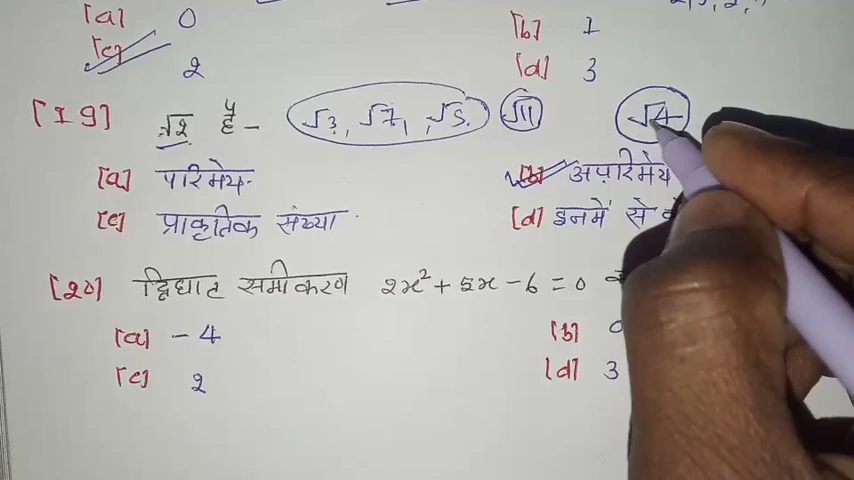 [a] 0 [b] 1
[c] 2 [d] 3
[19] √2 है - √3, √7, √5, √11 √4
[a] परिमेय [b] अपरिमेय
[c] प्राकृतिक संख्या [d] इनमें से
[20] द्विघात समीकरण 2x² + 5x - 6 = 0
[a] - 4 [b] 0
[c] 2 [d] 3